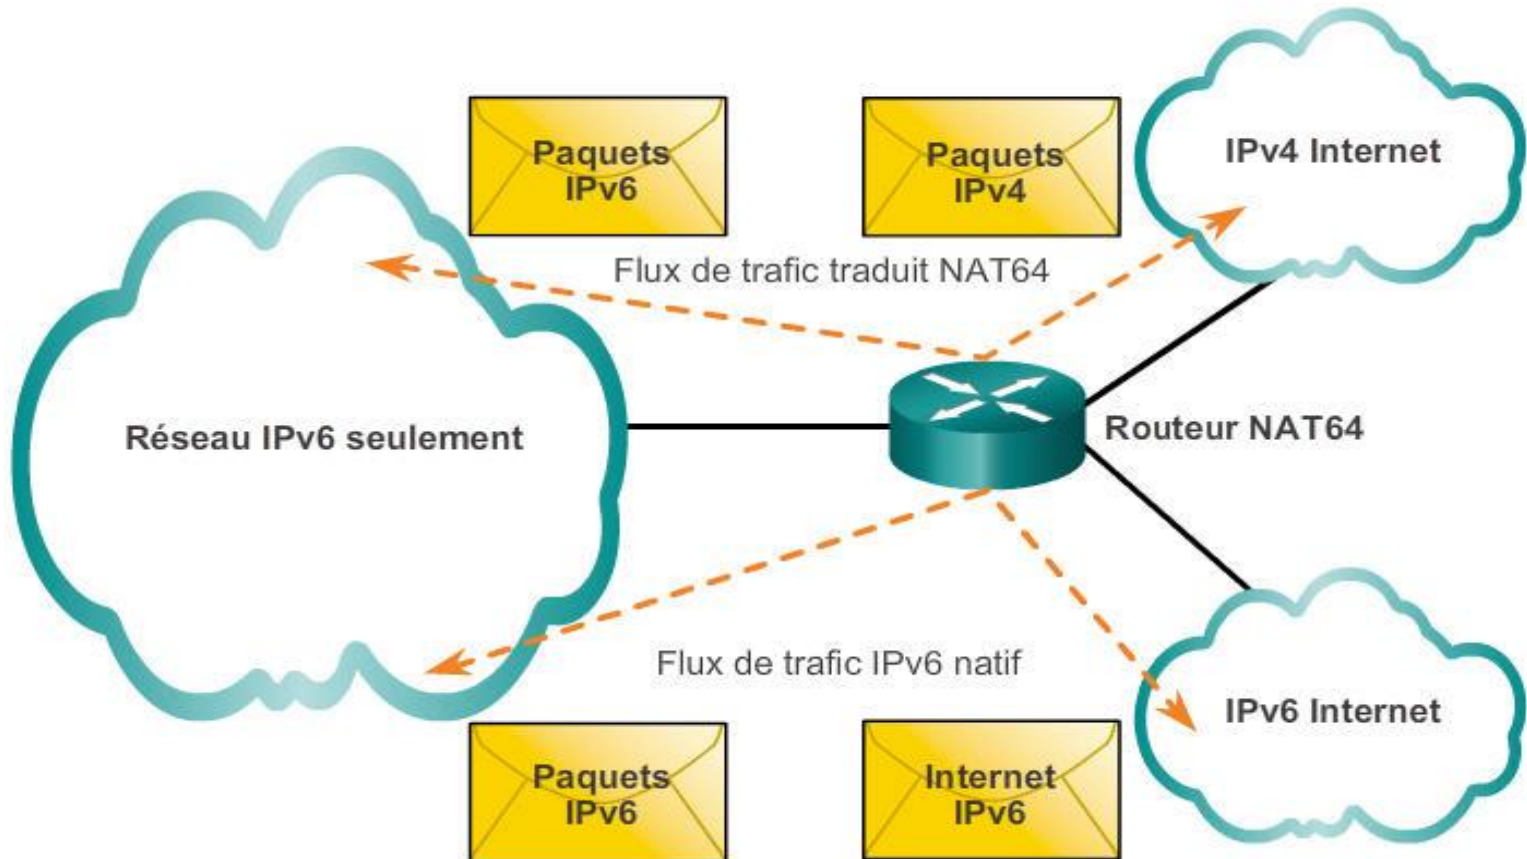 Paquets
IPv6
Paquets
IPv4
IPv4 Internet
Flux de trafic traduit NAT64
Réseau IPv6 seulement
Routeur NAT64
Flux de trafic IPv6 natif
IPv6 Internet
Paquets
IPv6
Internet
IPv6